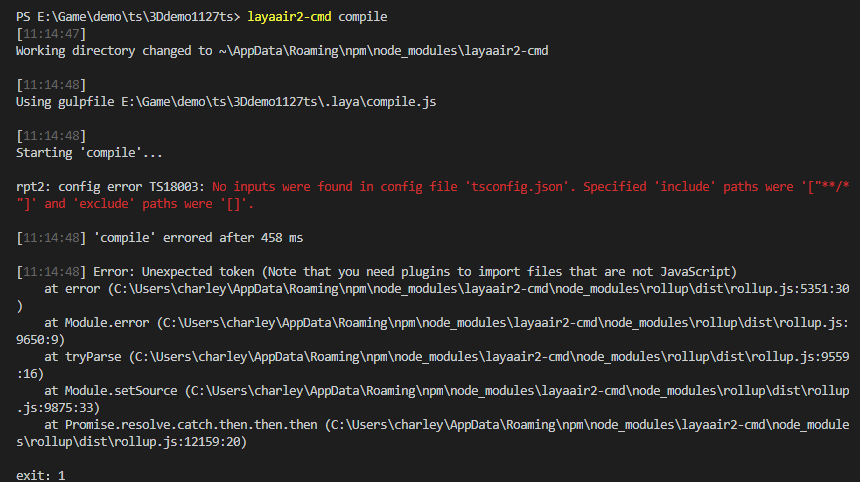 PS E:\Game\demo\ts\3Ddemo1127ts> layaair2-cmd compile
[11:14:47]
Working directory changed to ~\AppData\Roaming\npm\node_modules\layaair2-cmd
[11:14:48]
Using gulpfile E:\Game\demo\ts\3Ddemo1127ts\.laya\compile.js
[11:14:48]
Starting 'compile'...
rpt2: config error TS18003: No inputs were found in config file 'tsconfig.json'. Specified 'include' paths were '["**/*
"]' and 'exclude' paths were '[]'.
[11:14:48] 'compile' errored after 458 ms
[11:14:48] Error: Unexpected token (Note that you need plugins to import files that are not JavaScript)
    at error (C:\Users\charley\AppData\Roaming\npm\node_modules\layaair2-cmd\node_modules\rollup\dist\rollup.js:5351:30
)
    at Module.error (C:\Users\charley\AppData\Roaming\npm\node_modules\layaair2-cmd\node_modules\rollup\dist\rollup.js:
9650:9)
    at tryParse (C:\Users\charley\AppData\Roaming\npm\node_modules\layaair2-cmd\node_modules\rollup\dist\rollup.js:9559
:16)
    at Module.setSource (C:\Users\charley\AppData\Roaming\npm\node_modules\layaair2-cmd\node_modules\rollup\dist\rollup
.js:9875:33)
    at Promise.resolve.catch.then.then.then (C:\Users\charley\AppData\Roaming\npm\node_modules\layaair2-cmd\node_module
s\rollup\dist\rollup.js:12159:20)
exit: 1